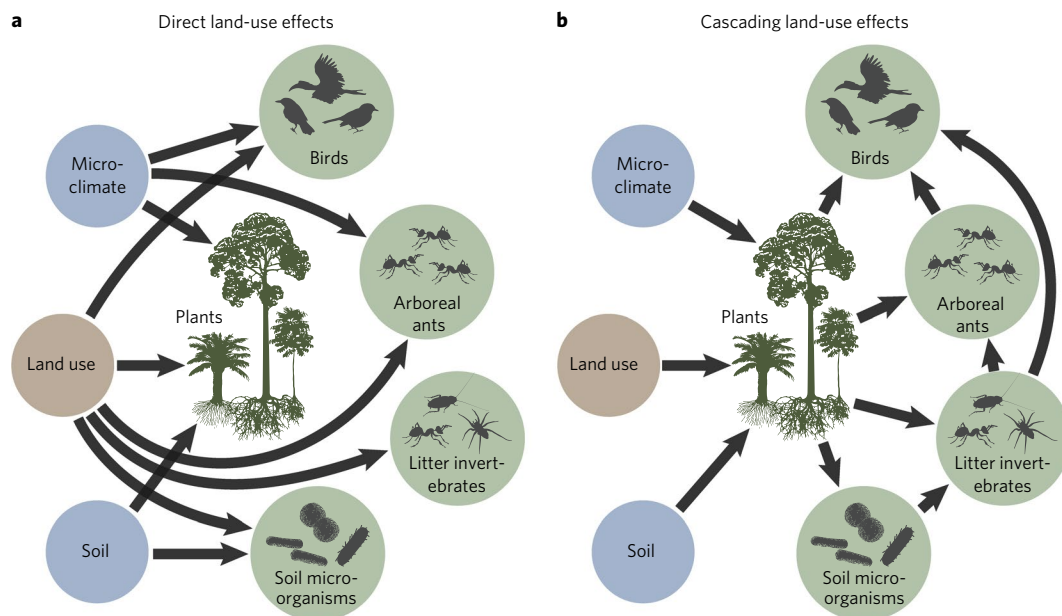 a
Direct land-use effects
Birds
Micro-
climate
Arboreal
ants
Plants
Land use
Litter invert-
ebrates
Soil
Soil micro-
organisms
b
Cascading land-use effects
Birds
Micro-
climate
Arboreal
ants
Plants
Land use
Litter invert-
ebrates
Soil
Soil micro-
organisms